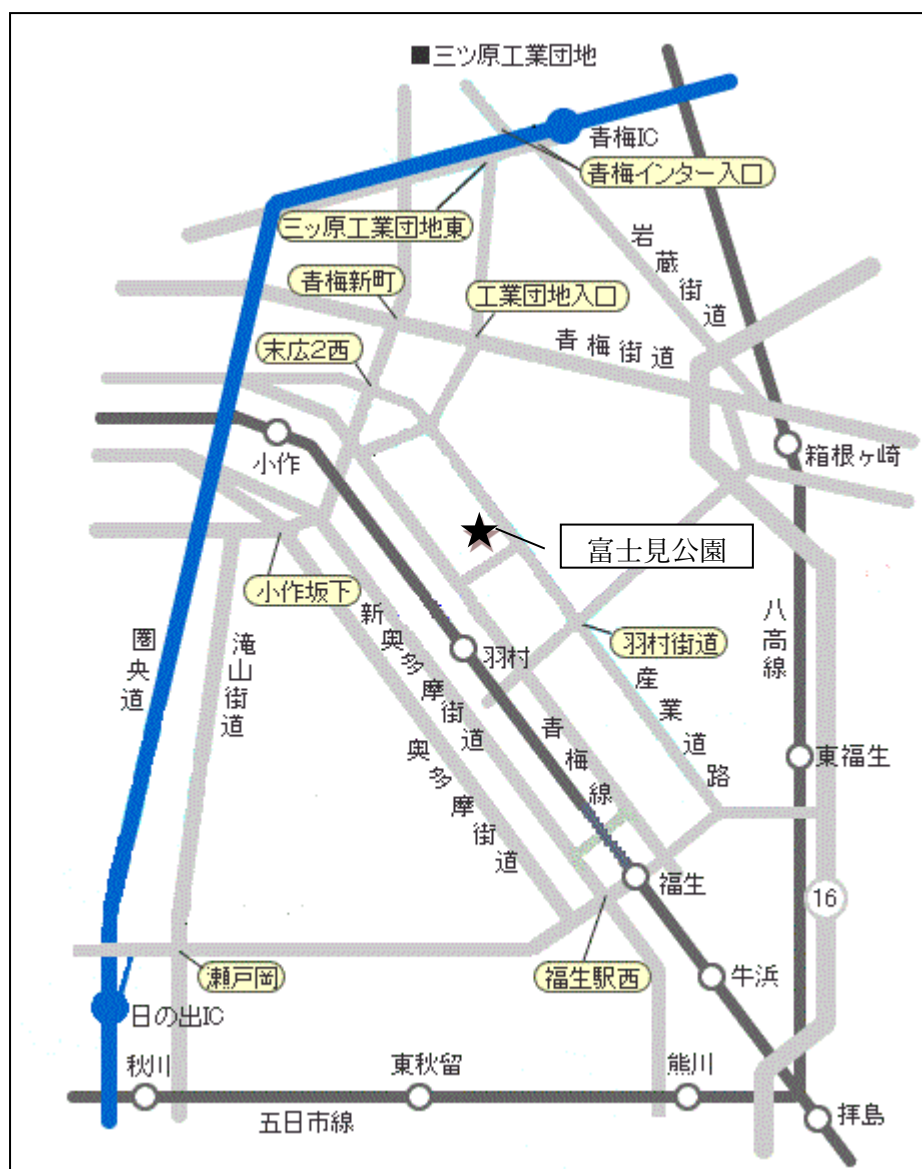 ■三ツ原工業団地
青梅IC
青梅インター入口
三ッ原工業団地東
岩蔵街道
青梅新町
工業団地入口
青梅街道
末広2西
小作
箱根ヶ崎
富士見公園
小作坂下
圏央道
滝山街道
新奥多摩街道
奥多摩街道
羽村
羽村街道
八高線
産業道路
青梅線
東福生
福生
16
瀬戸岡
福生駅西
牛浜
日の出IC
秋川
東秋留
熊川
五日市線
拝島